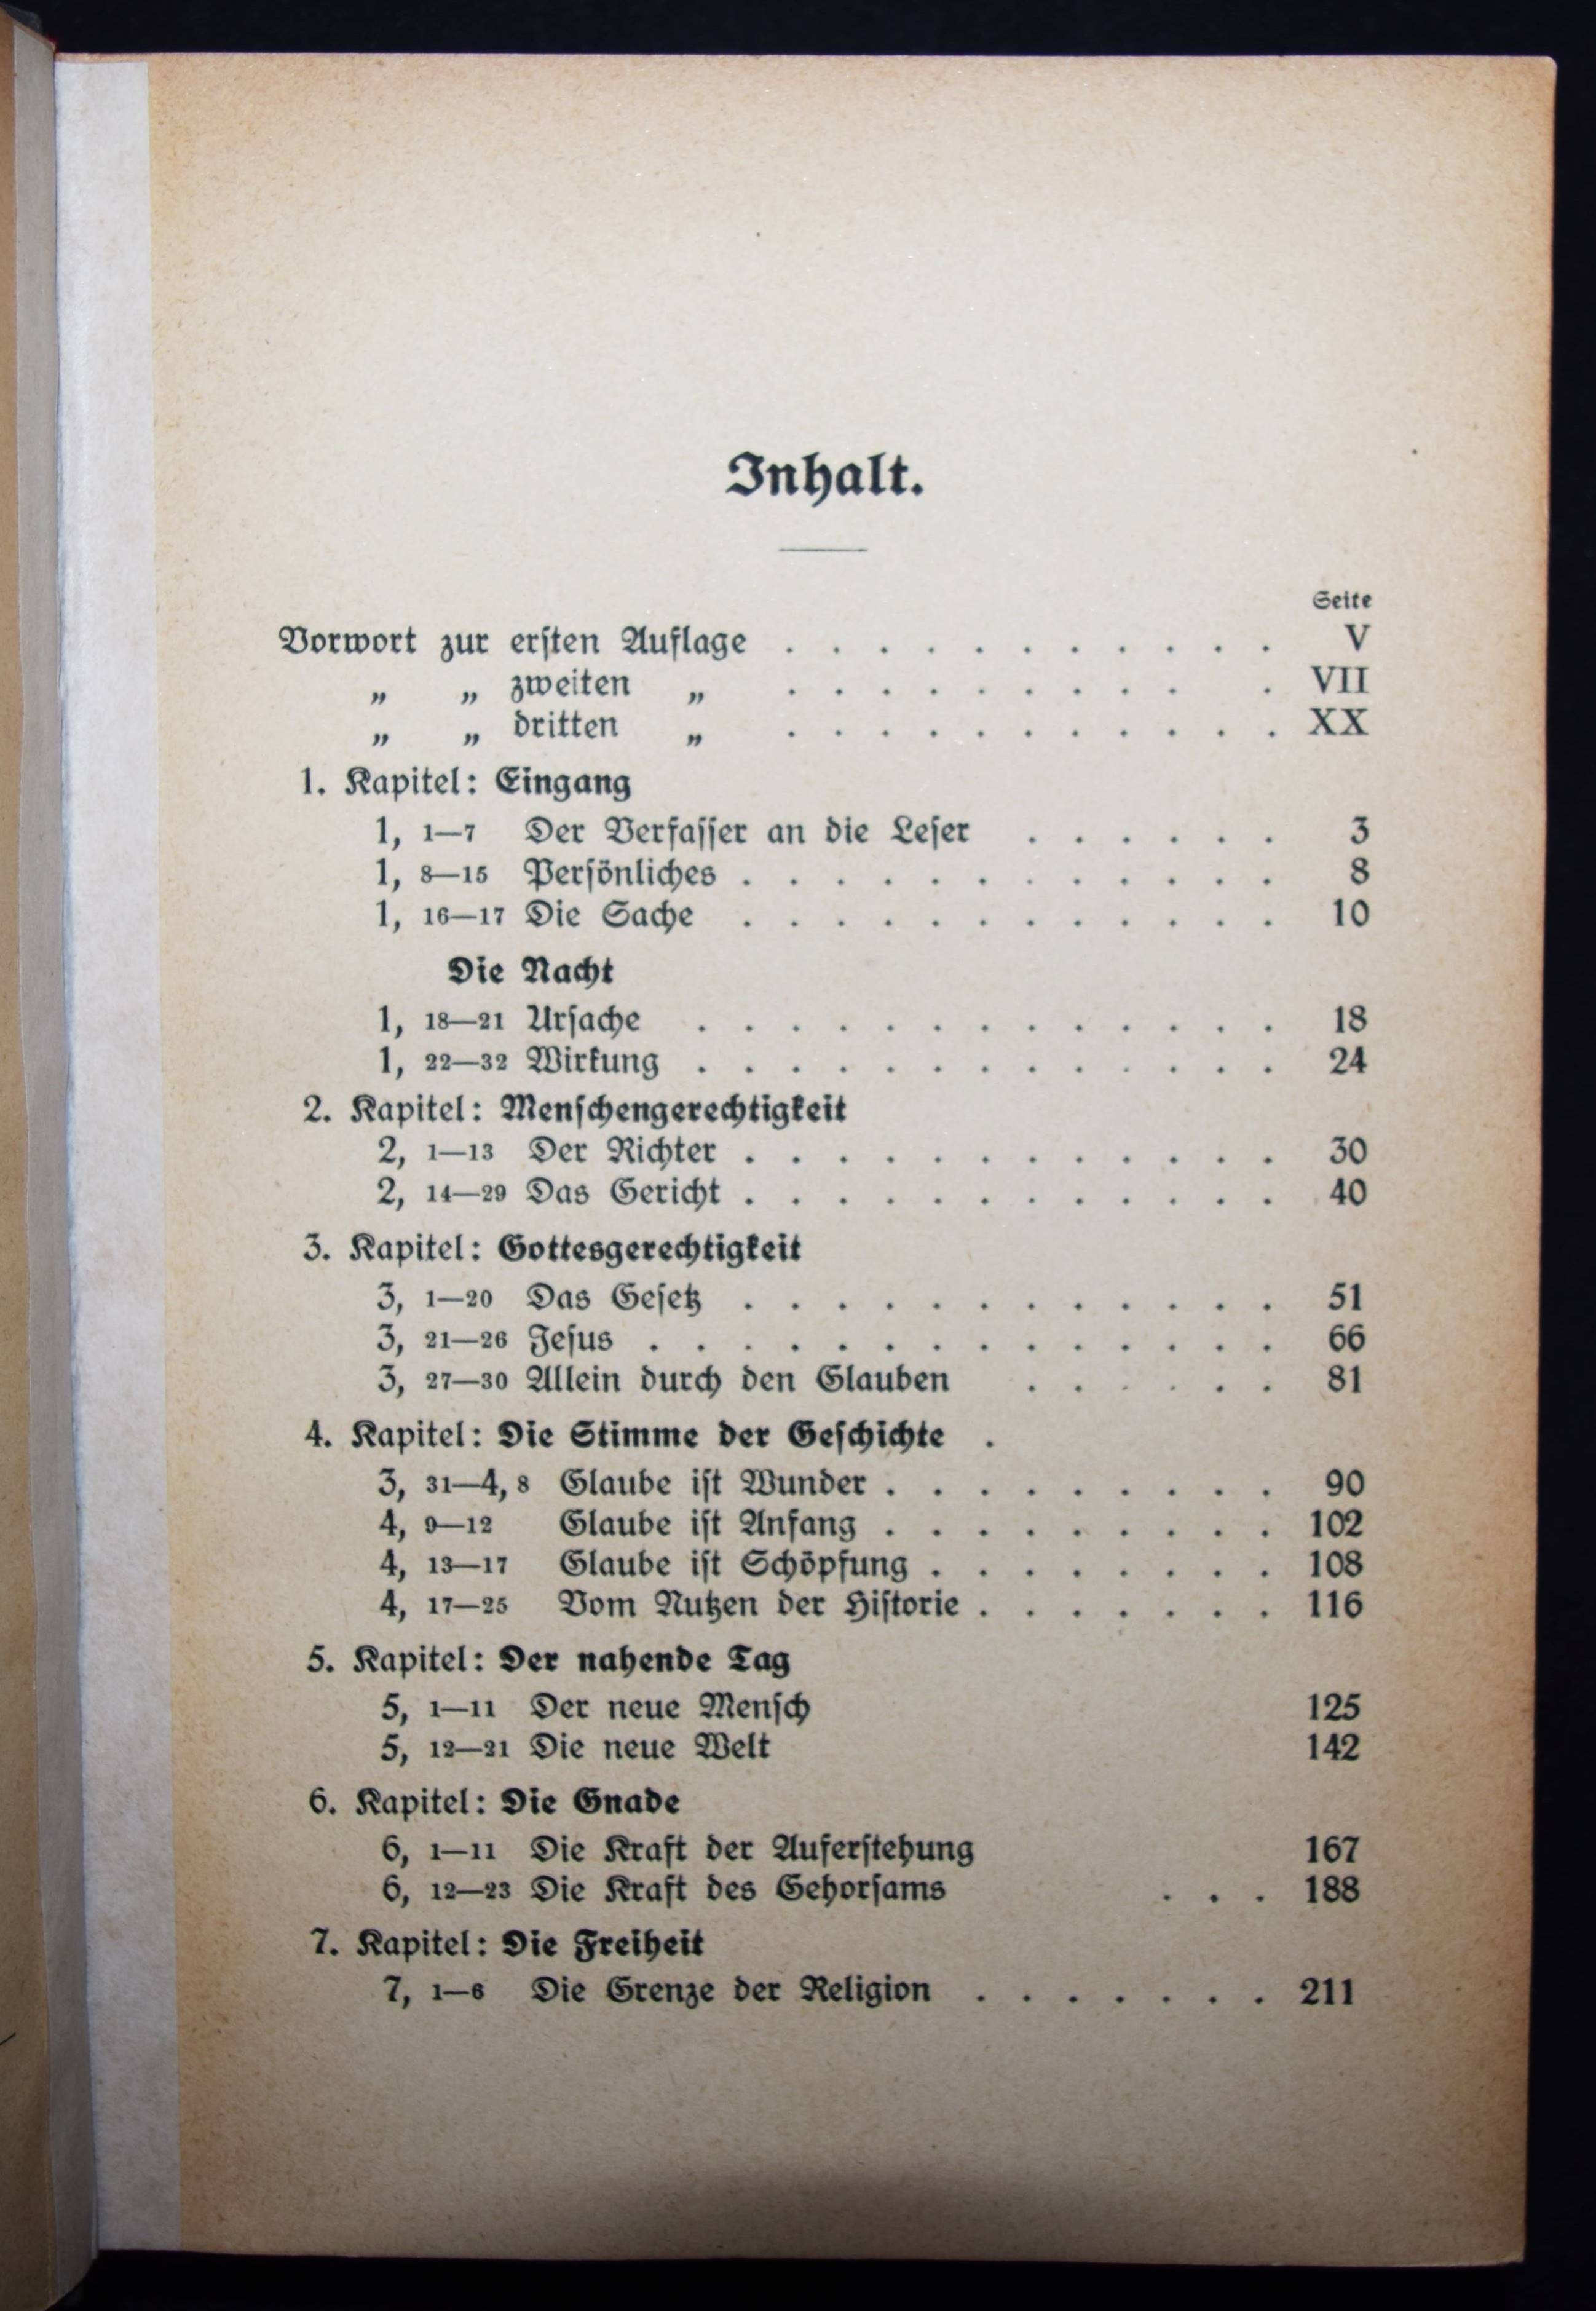 Inhalt.
Seite
Vorwort zur ersten Auflage . . . . . . . . . . . V
„ „ zweiten „ . . . . . . . . . . VII
„ „ dritten „ . . . . . . . . . . . XX
1. Kapitel: Eingang
1, 1—7 Der Verfasser an die Leser . . . . . . 3
1, 8—15 Persönliches . . . . . . . . . . . . 8
1, 16—17 Die Sache . . . . . . . . . . . . 10
Die Nacht
1, 18—21 Ursache . . . . . . . . . . . . . 18
1, 22—32 Wirkung . . . . . . . . . . . . . 24
2. Kapitel: Menschengerechtigkeit
2, 1—13 Der Richter . . . . . . . . . . . . 30
2, 14—29 Das Gericht . . . . . . . . . . . . 40
3. Kapitel: Gottesgerechtigkeit
3, 1—20 Das Gesetz . . . . . . . . . . . . 51
3, 21—26 Jesus . . . . . . . . . . . . . . 66
3, 27—30 Allein durch den Glauben . . . . . . 81
4. Kapitel: Die Stimme der Geschichte .
3, 31—4, 8 Glaube ist Wunder . . . . . . . . . 90
4, 9—12 Glaube ist Anfang . . . . . . . . . 102
4, 13—17 Glaube ist Schöpfung . . . . . . . . 108
4, 17—25 Vom Nutzen der Historie . . . . . . . 116
5. Kapitel: Der nahende Tag
5, 1—11 Der neue Mensch 125
5, 12—21 Die neue Welt 142
6. Kapitel: Die Gnade
6, 1—11 Die Kraft der Auferstehung 167
6, 12—23 Die Kraft des Gehorsams . . . 188
7. Kapitel: Die Freiheit
7, 1—6 Die Grenze der Religion . . . . . . . 211